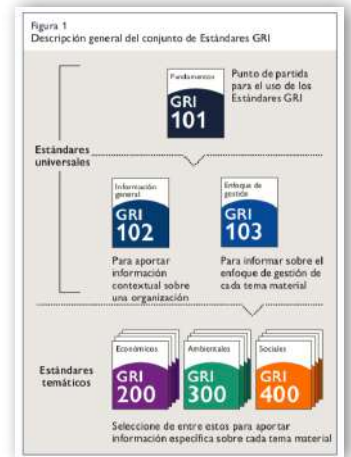 Figura 1
Descripción general del conjunto de Estándares GRI
Fundamentos
GRI
101
Punto de partida
para el uso de los
Estándares GRI
Estándares
universales
Información
general
GRI
102
Enfoque de
gestión
GRI
103
Para aportar
información
contextual sobre
una organización
Para informar sobre el
enfoque de gestión de
cada tema material
Estándares
temáticos
Económicos
GRI
200
Ambientales
GRI
300
Sociales
GRI
400
Seleccione de entre estos para aportar
información específica sobre cada tema material